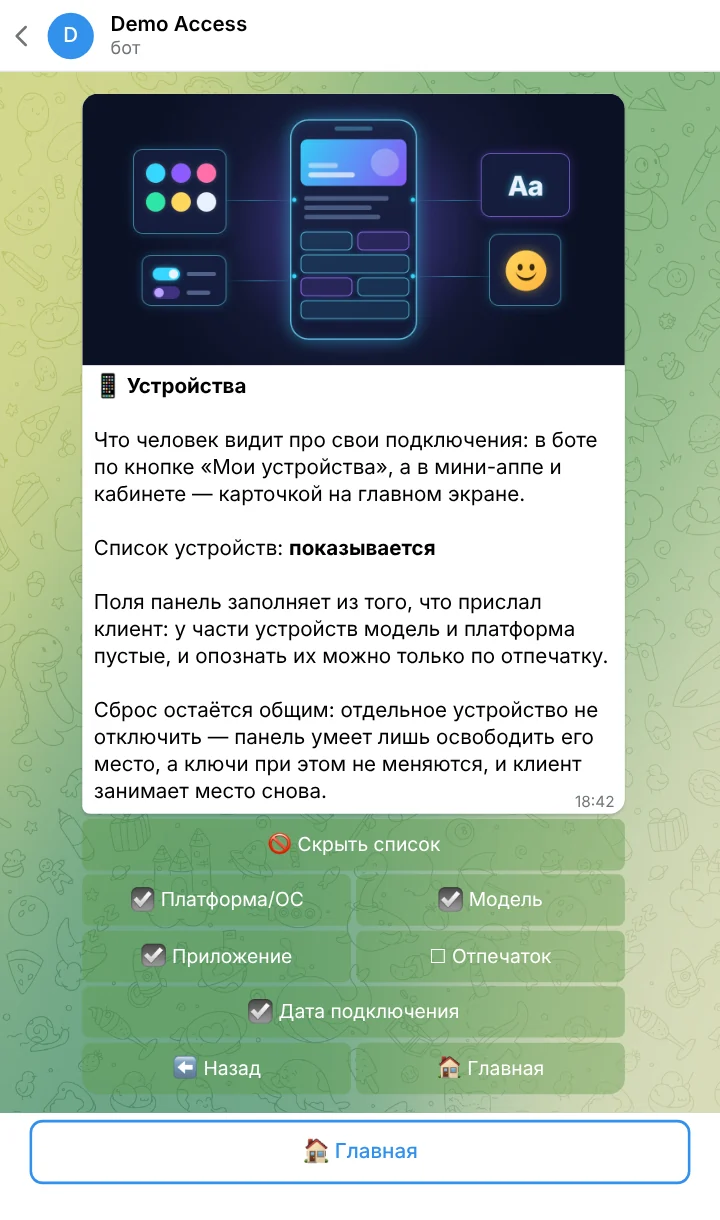 D
Demo Access
бот
Aa
📱 Устройства
Что человек видит про свои подключения: в боте
по кнопке «Мои устройства», а в мини-аппе и
кабинете — карточкой на главном экране.
Список устройств: показывается
Поля панель заполняет из того, что прислал
клиент: у части устройств модель и платформа
пустые, и опознать их можно только по отпечатку.
Сброс остаётся общим: отдельное устройство не
отключить — панель умеет лишь освободить его
место, а ключи при этом не меняются, и клиент
занимает место снова.
18:42
🚫 Скрыть список
☑ Платформа/ОС
☑ Модель
☑ Приложение
☐ Отпечаток
☑ Дата подключения
⬅ Назад
🏠 Главная
🏠 Главная